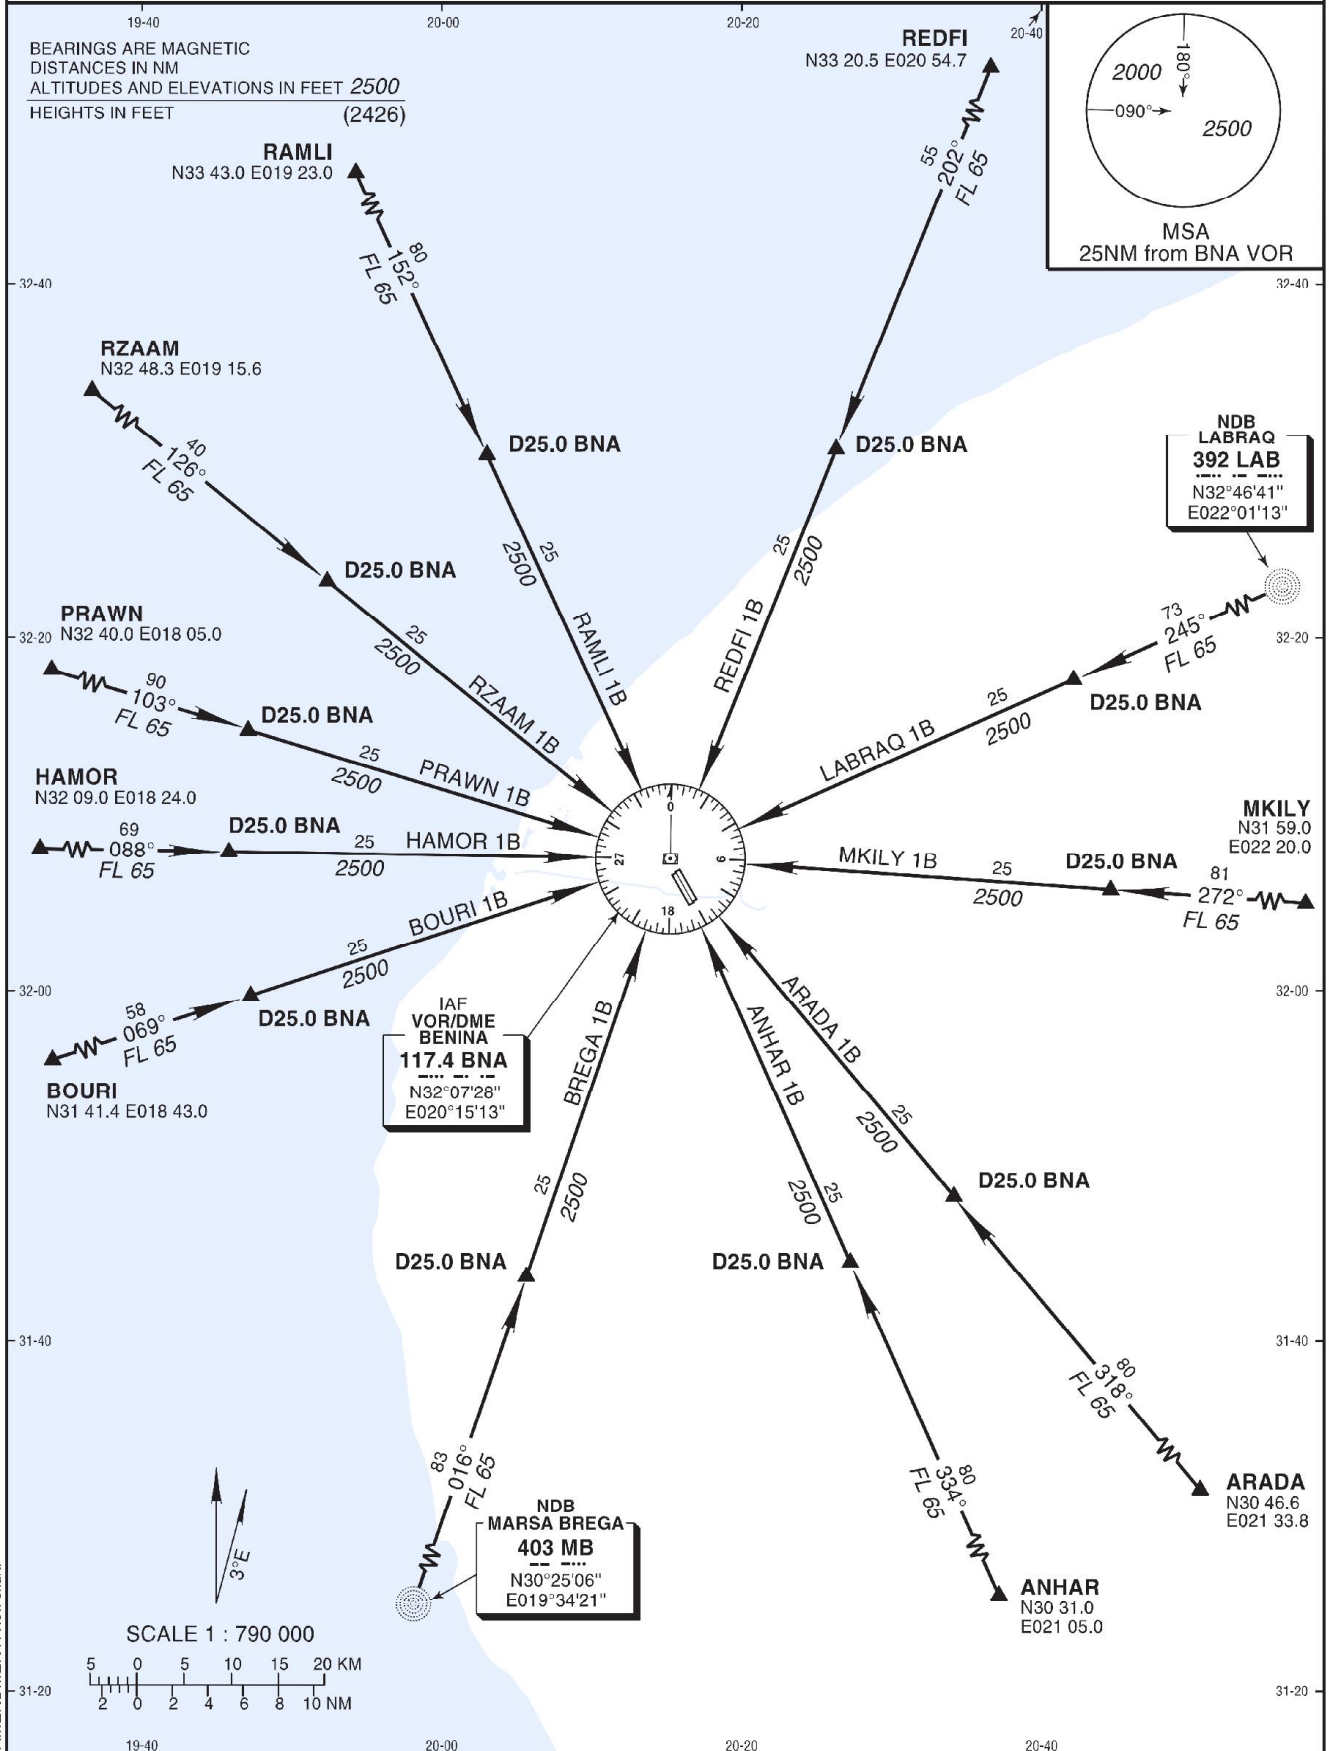 19-40
20-00
20-20
20-40
BEARINGS ARE MAGNETIC
DISTANCES IN NM
ALTITUDES AND ELEVATIONS IN FEET 2500
HEIGHTS IN FEET (2426)
REDFI
N33 20.5 E020 54.7
55
202°
FL 65
2000
180°
090°
2500
MSA
25NM from BNA VOR
RAMLI
N33 43.0 E019 23.0
80
152°
FL 65
32-40
32-40
RZAAM
N32 48.3 E019 15.6
40
126°
FL 65
D25.0 BNA
D25.0 BNA
NDB
LABRAQ
392 LAB
N32°46'41"
E022°01'13"
25
2500
RAMLI 1B
25
2500
REDFI 1B
D25.0 BNA
25
2500
RZAAM 1B
73
245°
FL 65
D25.0 BNA
25
2500
LABRAQ 1B
PRAWN
N32 40.0 E018 05.0
32-20
32-20
90
103°
FL 65
D25.0 BNA
25
2500
PRAWN 1B
HAMOR
N32 09.0 E018 24.0
69
088°
FL 65
D25.0 BNA
25
2500
HAMOR 1B
0
27
6
18
MKILY
N31 59.0
E022 20.0
MKILY 1B
25
2500
D25.0 BNA
81
272°
FL 65
BOURI 1B
25
2500
D25.0 BNA
58
069°
FL 65
BOURI
N31 41.4 E018 43.0
32-00
32-00
IAF
VOR/DME
BENINA
117.4 BNA
N32°07'28"
E020°15'13"
BREGA 1B
25
2500
ANHAR 1B
25
2500
ARADA 1B
25
2500
D25.0 BNA
D25.0 BNA
D25.0 BNA
31-40
31-40
80
318°
FL 65
ARADA
N30 46.6
E021 33.8
80
334°
FL 65
ANHAR
N30 31.0
E021 05.0
83
016°
FL 65
NDB
MARSA BREGA
403 MB
N30°25'06"
E019°34'21"
3°E
SCALE 1 : 790 000
5 0 5 10 15 20 KM
2 0 2 4 6 8 10 NM
31-20
31-20
19-40
20-00
20-20
20-40